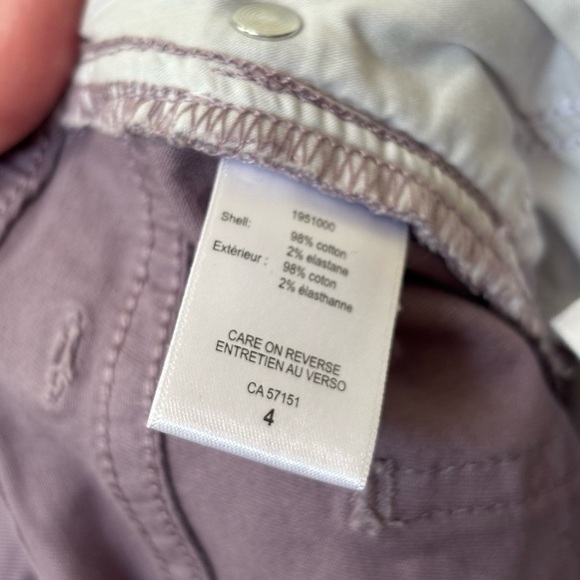 1951000
Shell: 98% cotton
2% elastane
Extérieur : 98% coton
2% élasthanne
CARE ON REVERSE
ENTRETIEN AU VERSO
CA 57151
4